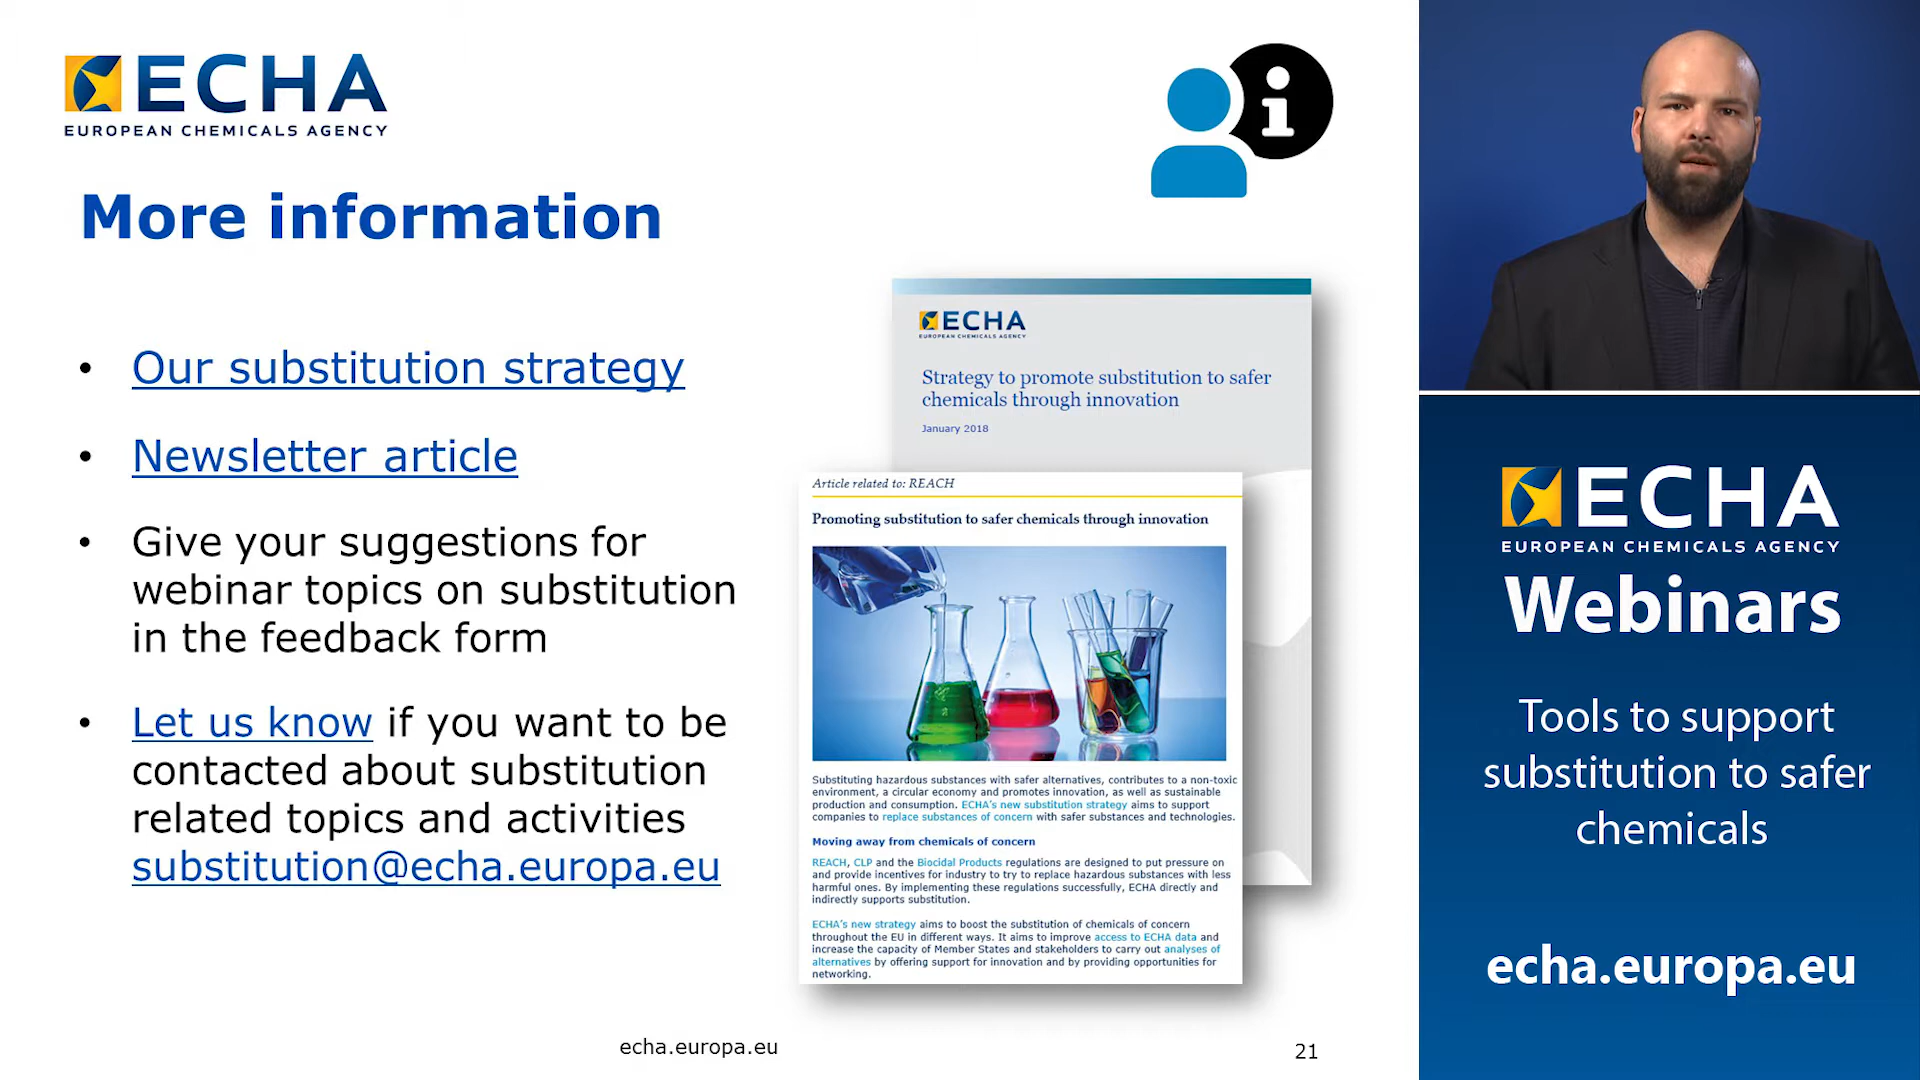 ECHA
EUROPEAN CHEMICALS AGENCY
i
More information
• Our substitution strategy
• Newsletter article
• Give your suggestions for
webinar topics on substitution
in the feedback form
• Let us know if you want to be
contacted about substitution
related topics and activities
substitution@echa.europa.eu
ECHA
EUROPEAN CHEMICALS AGENCY
Strategy to promote substitution to safer
chemicals through innovation
January 2018
Article related to: REACH
Promoting substitution to safer chemicals through innovation
Substituting hazardous substances with safer alternatives, contributes to a non-toxic
environment, a circular economy and promotes innovation, as well as sustainable
production and consumption. ECHA's new substitution strategy aims to support
companies to replace substances of concern with safer substances and technologies.
Moving away from chemicals of concern
REACH, CLP and the Biocidal Products regulations are designed to put pressure on
and provide incentives for industry to try to replace hazardous substances with less
harmful ones. By implementing these regulations successfully, ECHA directly and
indirectly supports substitution.
ECHA's new strategy aims to boost the substitution of chemicals of concern
throughout the EU in different ways. It aims to improve access to ECHA data and
increase the capacity of Member States and stakeholders to carry out analyses of
alternatives by offering support for innovation and by providing opportunities for
networking.
echa.europa.eu
21
ECHA
EUROPEAN CHEMICALS AGENCY
Webinars
Tools to support
substitution to safer
chemicals
echa.europa.eu